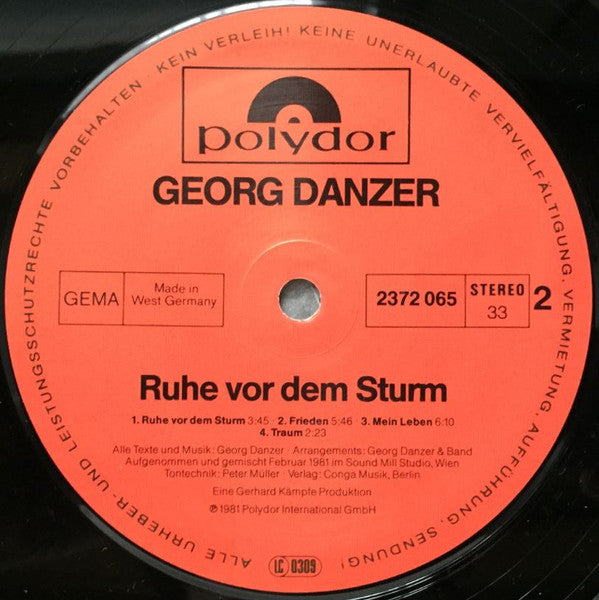 ALLE URHEBER- UND LEISTUNGSSCHUTZRECHTE VORBEHALTEN · KEIN VERLEIH! KEINE UNERLAUBTE VERVIELFÄLTIGUNG, VERMIETUNG, AUFFÜHRUNG, SENDUNG!
polydor
GEORG DANZER
GEMA
Made in
West Germany
2372 065
STEREO
33
2
Ruhe vor dem Sturm
1. Ruhe vor dem Sturm 3:45 · 2. Frieden 5:46 · 3. Mein Leben 6:10
4. Traum 2:23
Alle Texte und Musik: Georg Danzer · Arrangements: Georg Danzer & Band
Aufgenommen und gemischt Februar 1981 im Sound Mill Studio, Wien
Tontechnik: Peter Müller · Verlag: Conga Musik, Berlin
Eine Gerhard Kämpfe Produktion
℗ 1981 Polydor International GmbH
LC 0309